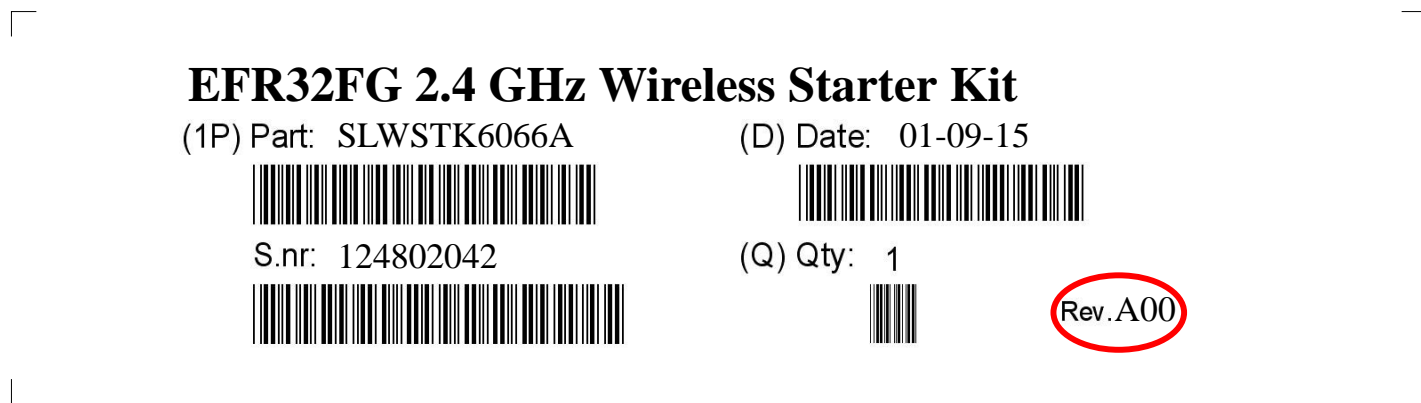 EFR32FG 2.4 GHz Wireless Starter Kit
(1P) Part: SLWSTK6066A (D) Date: 01-09-15
S.nr: 124802042 (Q) Qty: 1
Rev.A00